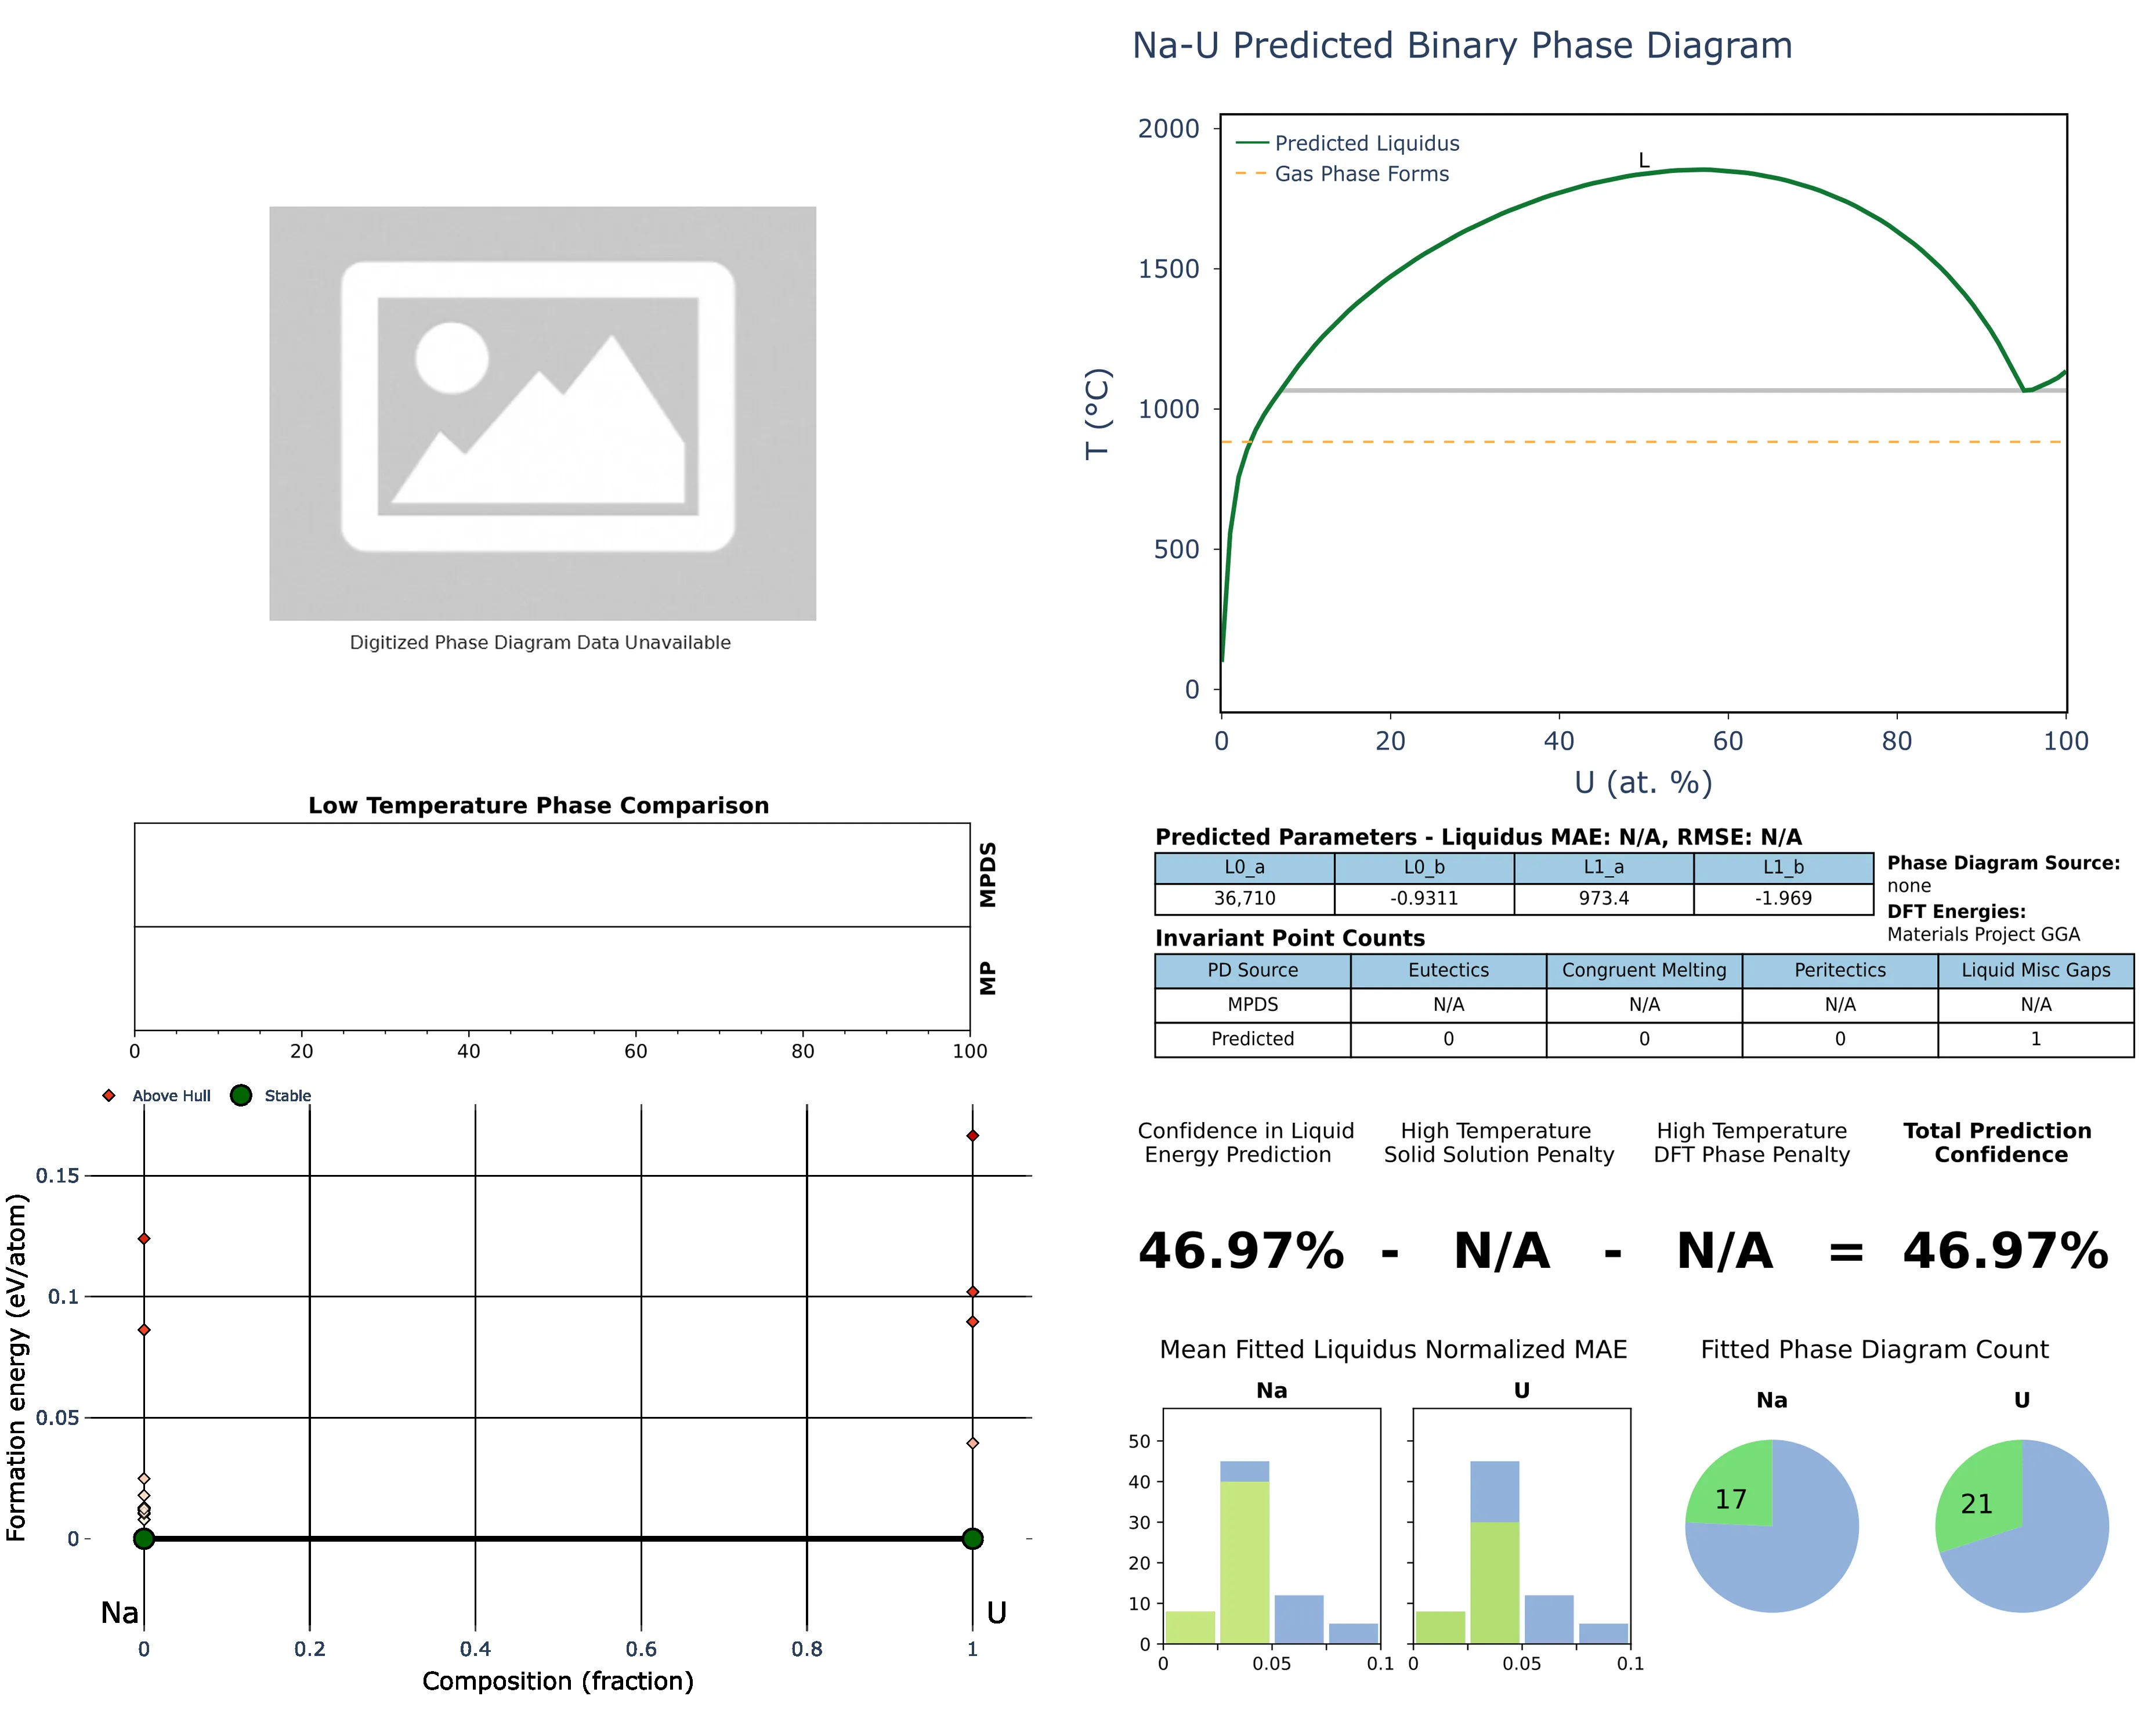 Na-U Predicted Binary Phase Diagram
2000
1500
1000
500
0
T (°C)
Predicted Liquidus
Gas Phase Forms
L
0 20 40 60 80 100
U (at. %)
Digitized Phase Diagram Data Unavailable
Low Temperature Phase Comparison
MPDS
MP
0 20 40 60 80 100
Predicted Parameters - Liquidus MAE: N/A, RMSE: N/A
L0_a L0_b L1_a L1_b
36,710 -0.9311 973.4 -1.969
Phase Diagram Source:
none
DFT Energies:
Materials Project GGA
Invariant Point Counts
PD Source Eutectics Congruent Melting Peritectics Liquid Misc Gaps
MPDS N/A N/A N/A N/A
Predicted 0 0 0 1
Above Hull Stable
0.15
0.1
0.05
0
Formation energy (eV/atom)
Na U
0 0.2 0.4 0.6 0.8 1
Composition (fraction)
Confidence in Liquid
Energy Prediction
High Temperature
Solid Solution Penalty
High Temperature
DFT Phase Penalty
Total Prediction
Confidence
46.97% - N/A - N/A = 46.97%
Mean Fitted Liquidus Normalized MAE
Na U
50
40
30
20
10
0
0 0.05 0.1 0 0.05 0.1
Fitted Phase Diagram Count
Na U
17 21